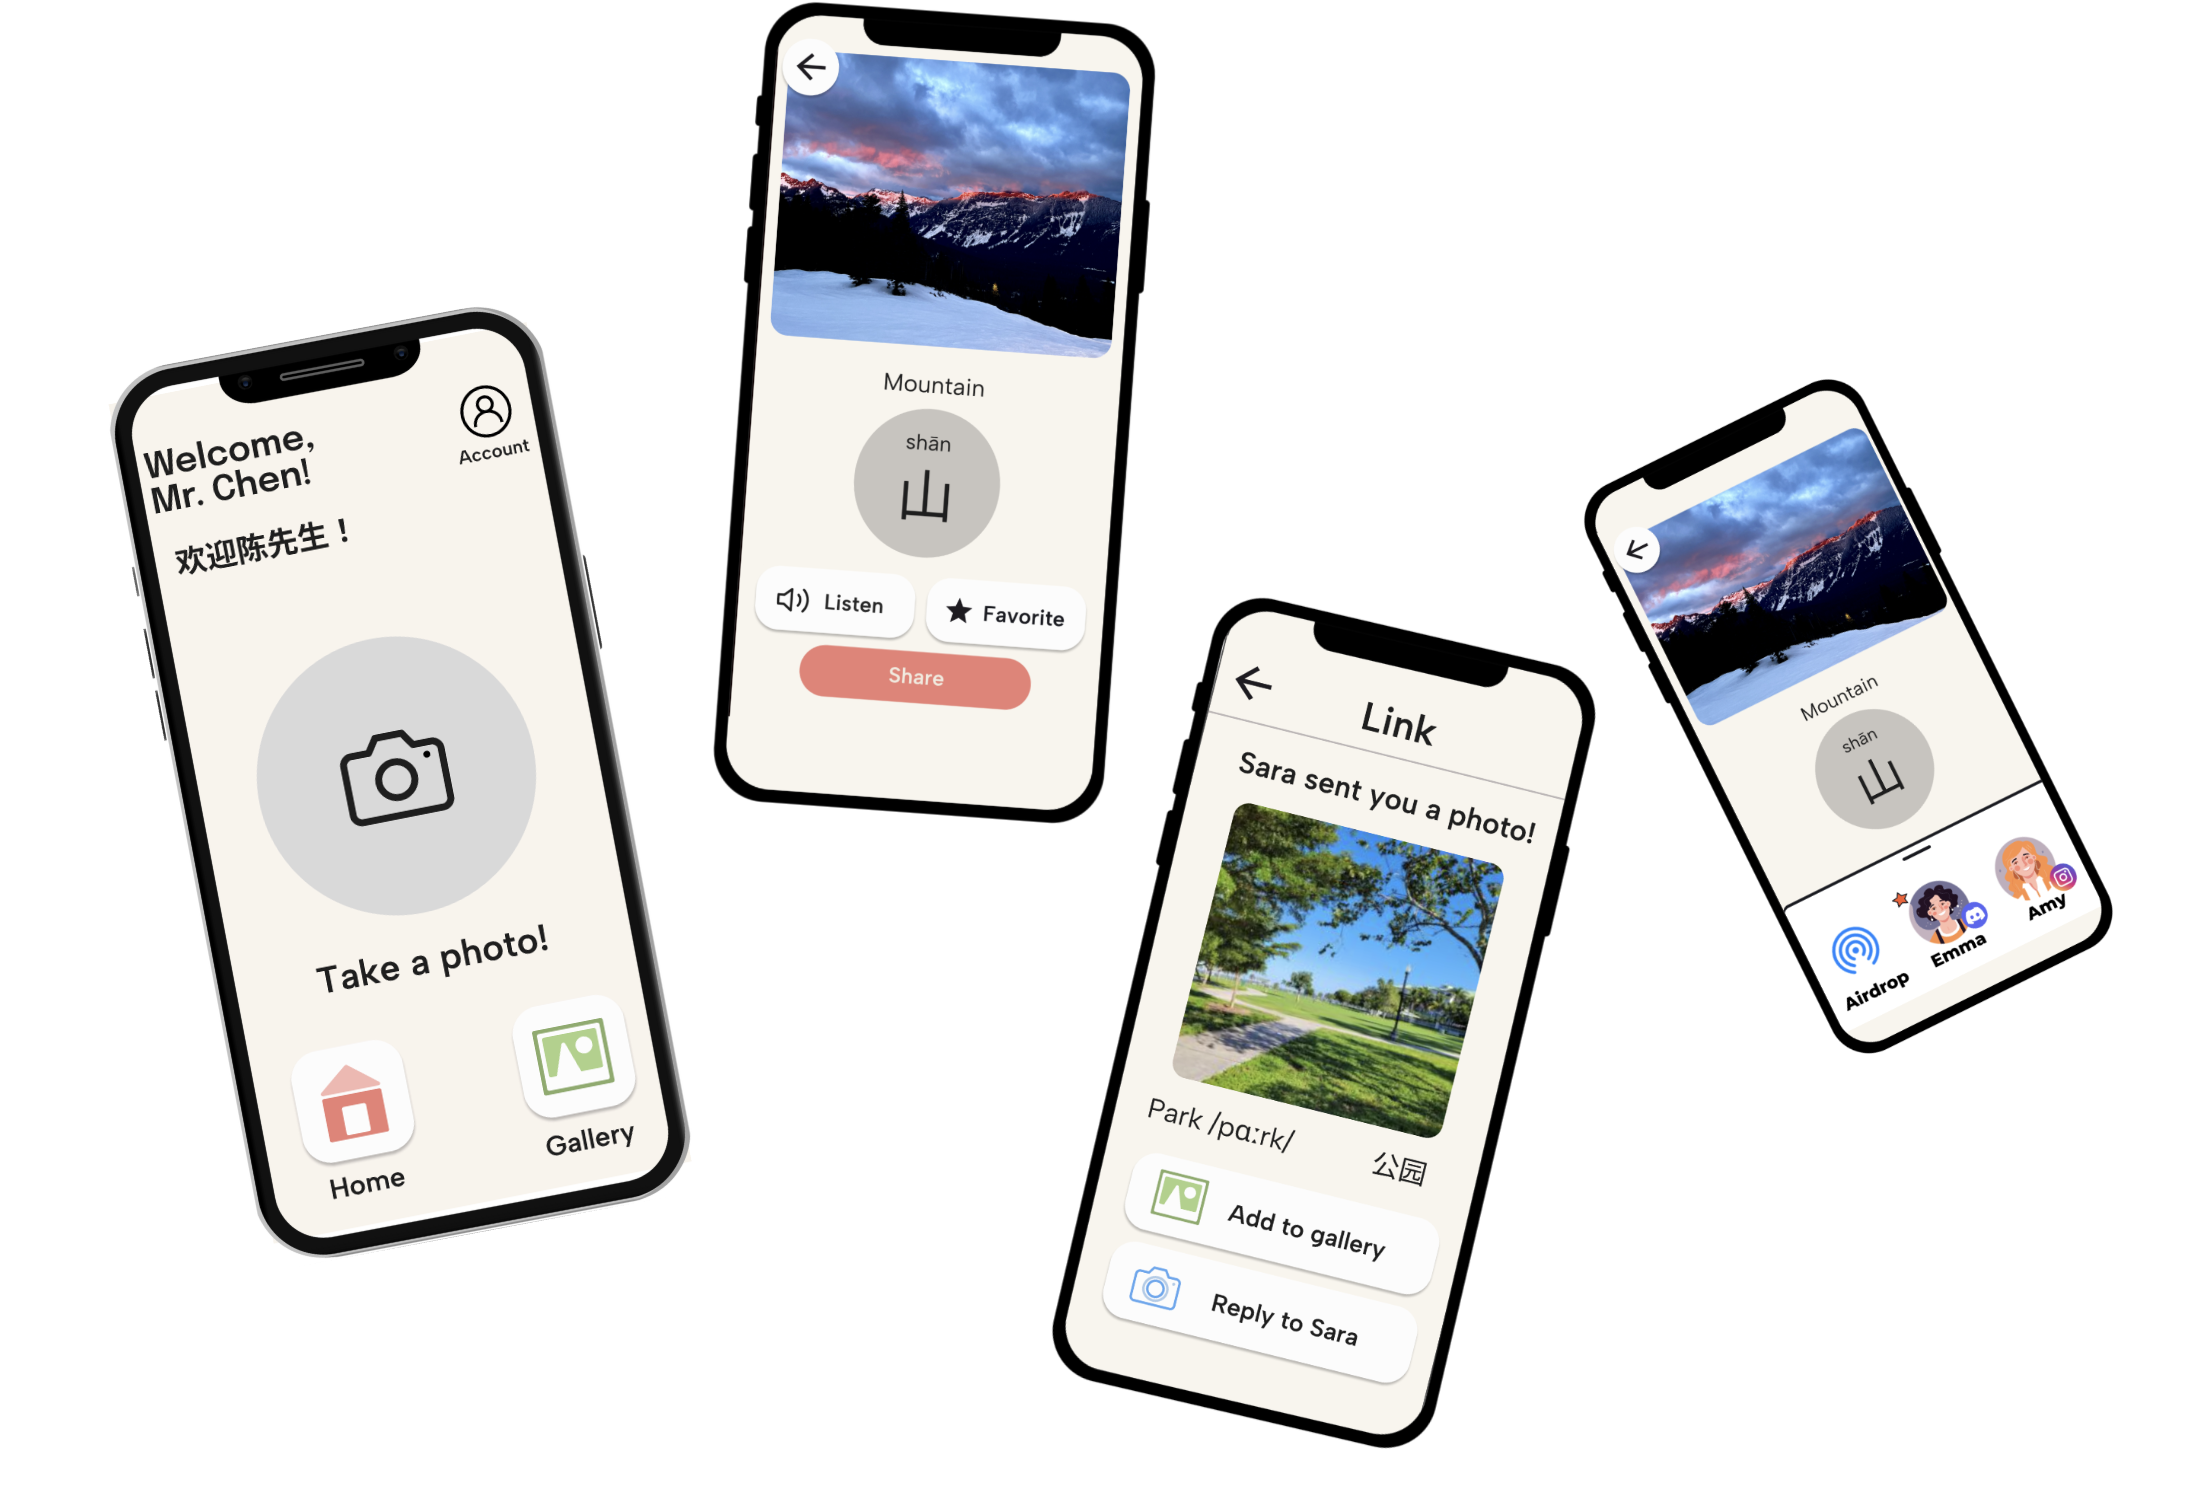 Welcome,
Mr. Chen!
欢迎陈先生！
Account
Take a photo!
Home
Gallery
Mountain
shān
山
Listen
Favorite
Share
Link
Sara sent you a photo!
Park /pɑːrk/
公园
Add to gallery
Reply to Sara
Mountain
shān
山
Airdrop
Emma
Amy